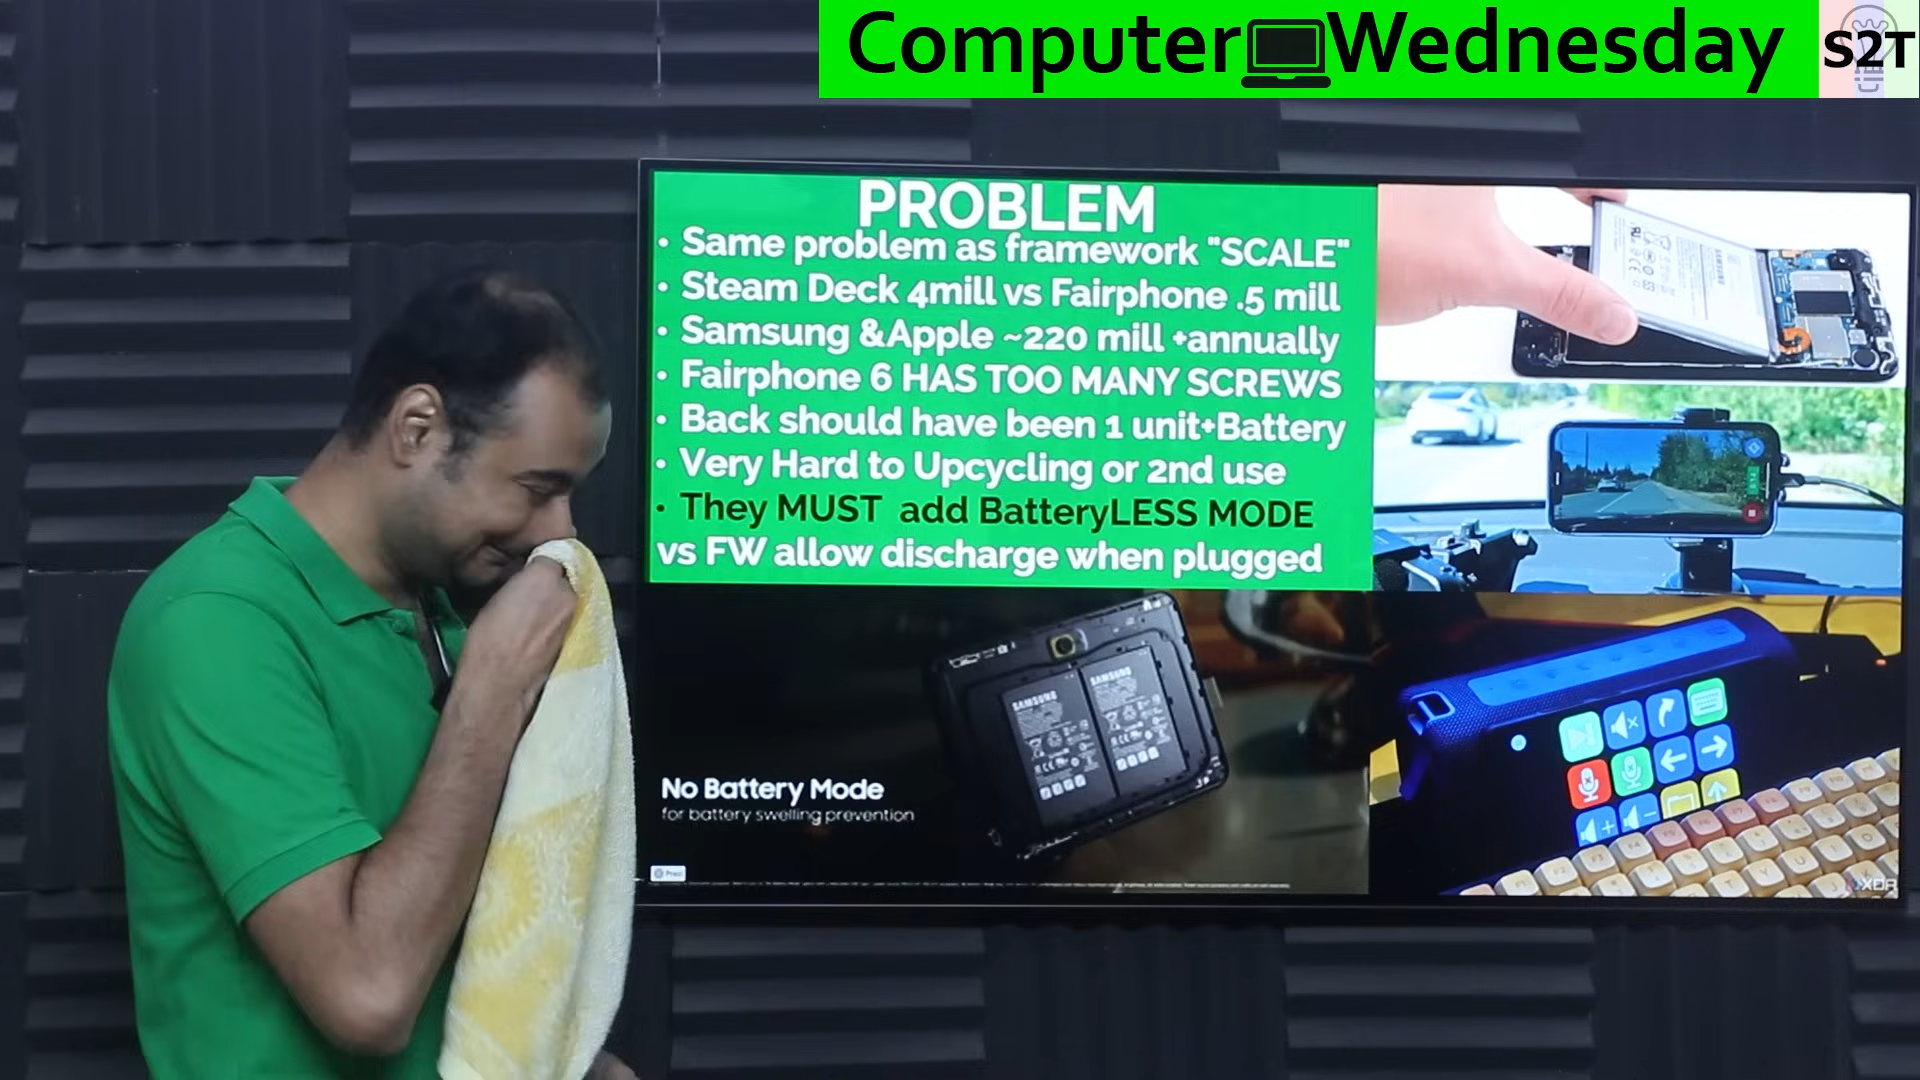 Computer Wednesday
S2T
PROBLEM
• Same problem as framework "SCALE"
• Steam Deck 4mill vs Fairphone .5 mill
• Samsung &Apple ~220 mill +annually
• Fairphone 6 HAS TOO MANY SCREWS
• Back should have been 1 unit+Battery
• Very Hard to Upcycling or 2nd use
• They MUST add BatteryLESS MODE
vs FW allow discharge when plugged
SAMSUNG
SAMSUNG
No Battery Mode
for battery swelling prevention
Prezi
XDA